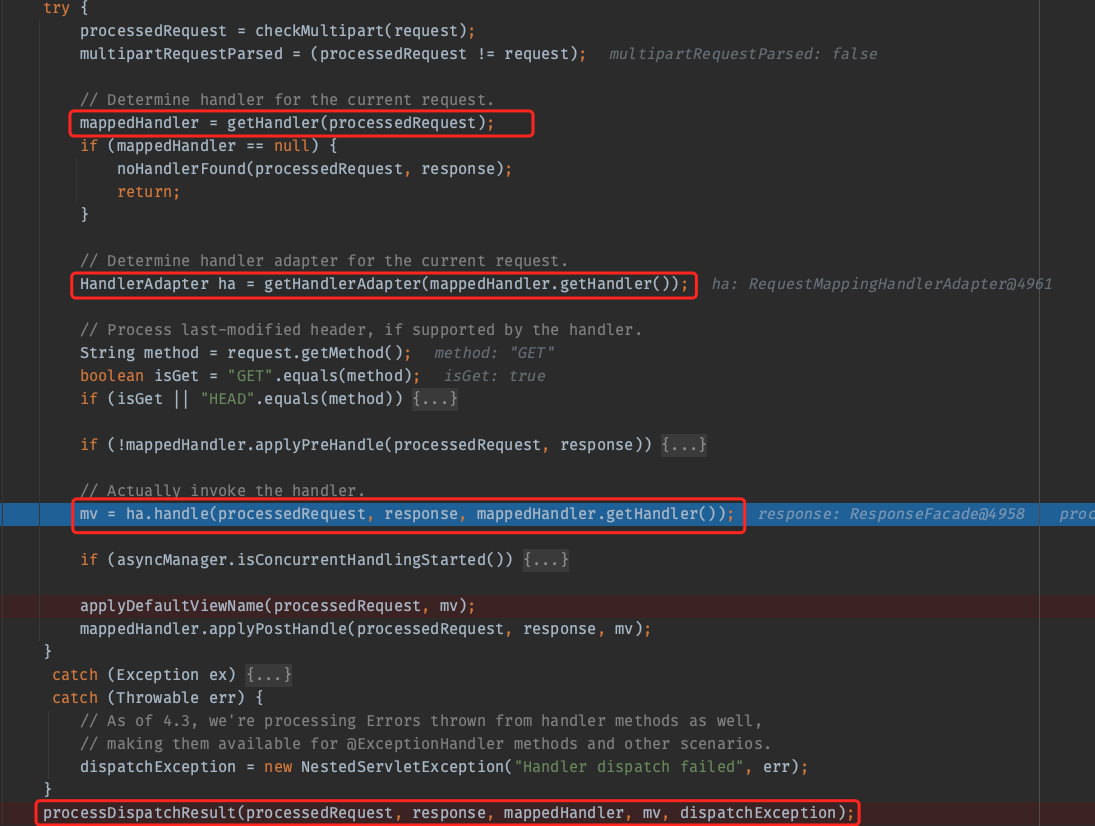 try {
processedRequest = checkMultipart(request);
multipartRequestParsed = (processedRequest != request); multipartRequestParsed: false
// Determine handler for the current request.
mappedHandler = getHandler(processedRequest);
if (mappedHandler == null) {
noHandlerFound(processedRequest, response);
return;
}
// Determine handler adapter for the current request.
HandlerAdapter ha = getHandlerAdapter(mappedHandler.getHandler()); ha: RequestMappingHandlerAdapter@4961
// Process last-modified header, if supported by the handler.
String method = request.getMethod(); method: "GET"
boolean isGet = "GET".equals(method); isGet: true
if (isGet || "HEAD".equals(method)) {...}
if (!mappedHandler.applyPreHandle(processedRequest, response)) {...}
// Actually invoke the handler.
mv = ha.handle(processedRequest, response, mappedHandler.getHandler()); response: ResponseFacade@4958 proc
if (asyncManager.isConcurrentHandlingStarted()) {...}
applyDefaultViewName(processedRequest, mv);
mappedHandler.applyPostHandle(processedRequest, response, mv);
}
catch (Exception ex) {...}
catch (Throwable err) {
// As of 4.3, we're processing Errors thrown from handler methods as well,
// making them available for @ExceptionHandler methods and other scenarios.
dispatchException = new NestedServletException("Handler dispatch failed", err);
}
processDispatchResult(processedRequest, response, mappedHandler, mv, dispatchException);